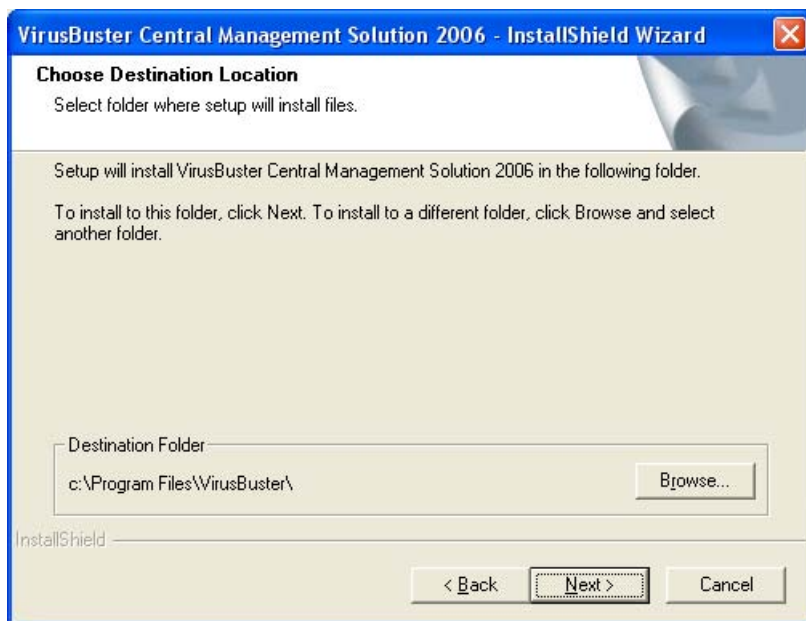 VirusBuster Central Management Solution 2006 - InstallShield Wizard
Choose Destination Location
Select folder where setup will install files.
Setup will install VirusBuster Central Management Solution 2006 in the following folder.
To install to this folder, click Next. To install to a different folder, click Browse and select
another folder.
Destination Folder
c:\Program Files\VirusBuster\
Browse...
InstallShield
< Back
Next >
Cancel